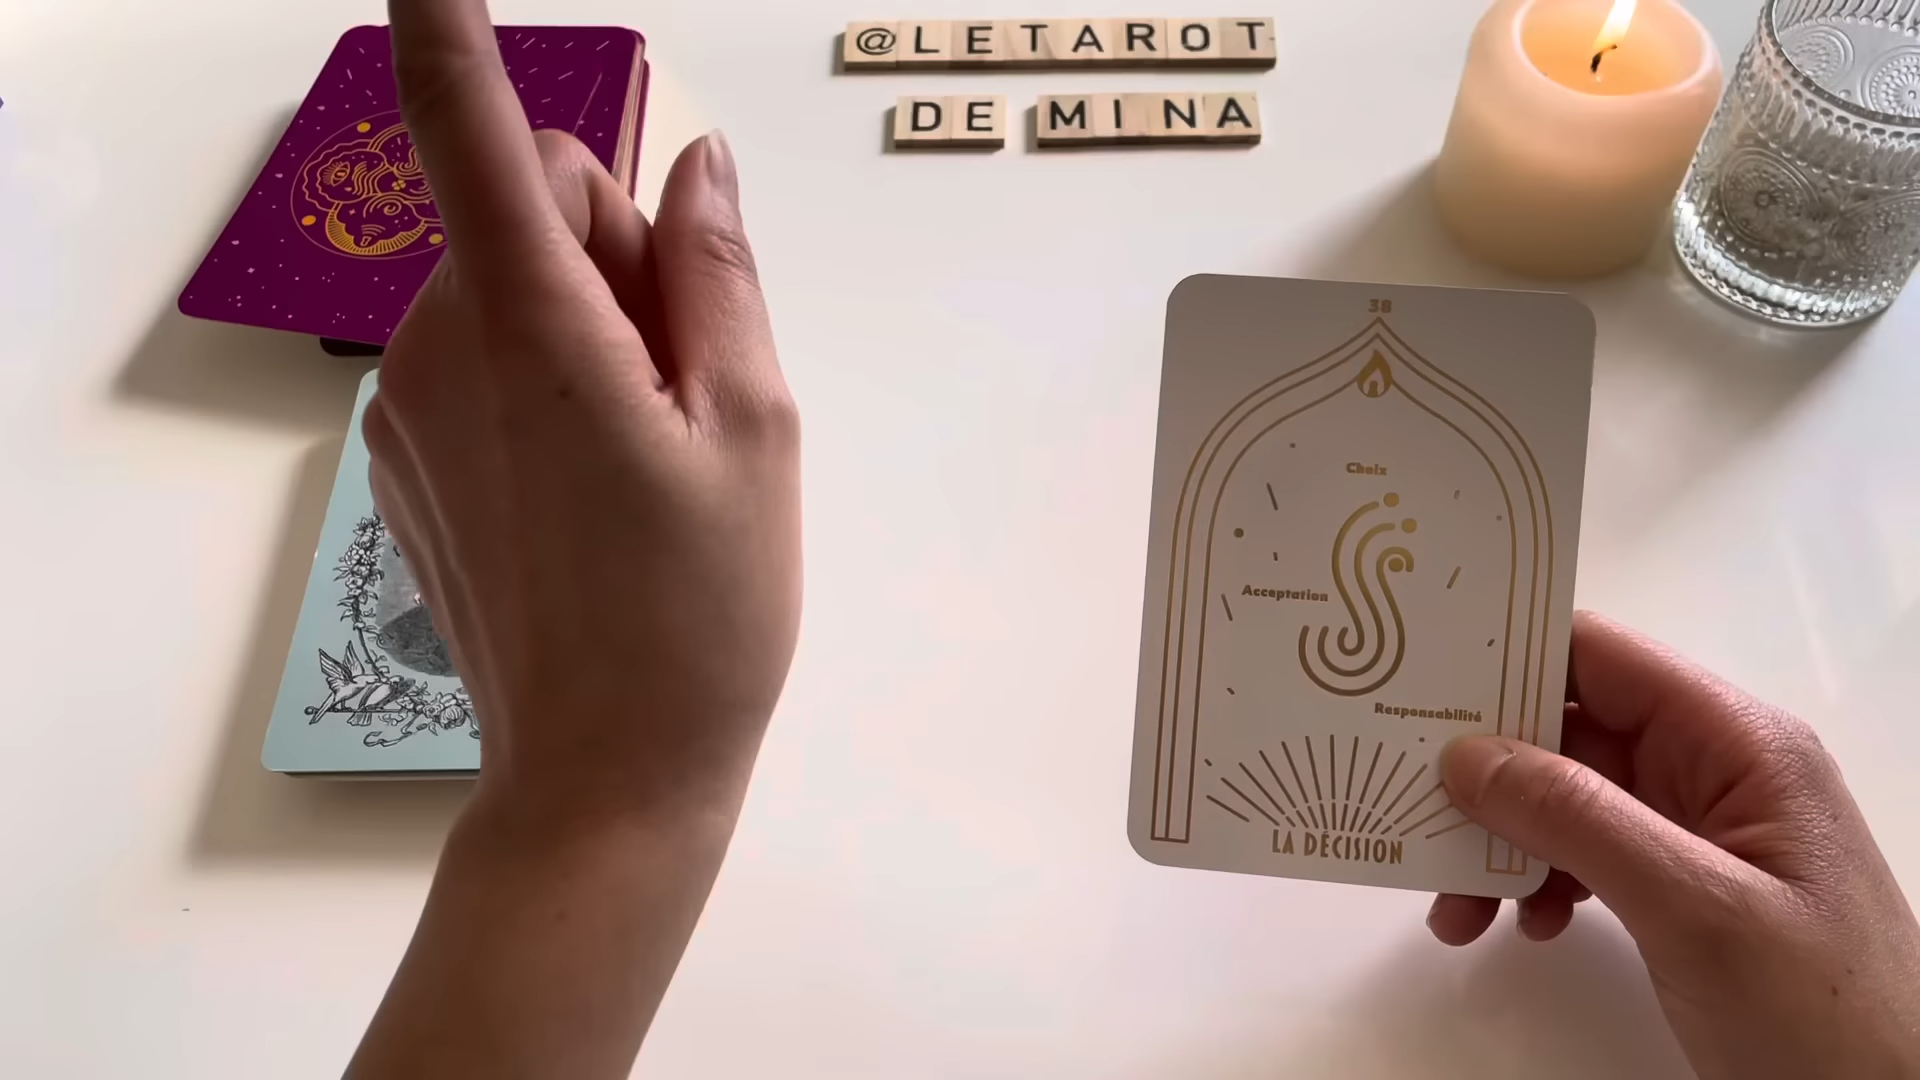 @LETAROT
DE MINA
38
Choix
Acceptation
Responsabilité
LA DÉCISION